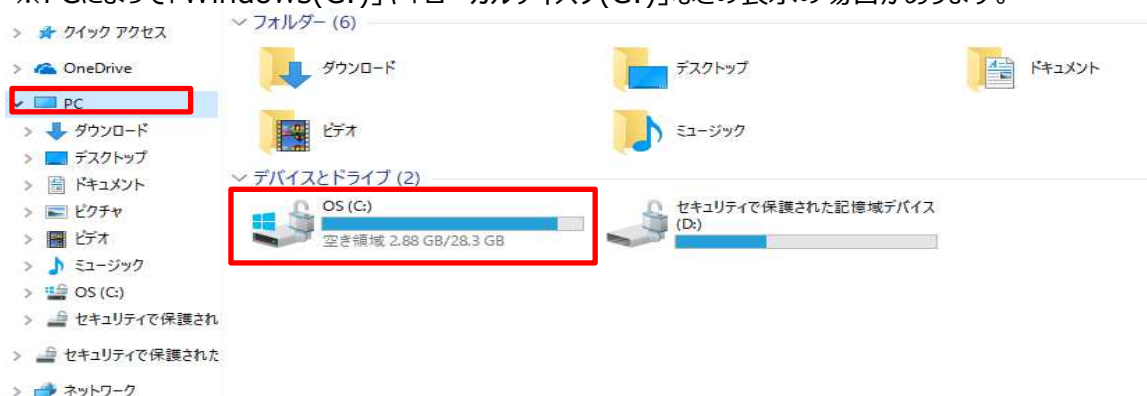 ※PCによって「Windows(C:)」や「ローカルディスク(C:)」などの表示の場合があります。
クイック アクセス
OneDrive
PC
ダウンロード
デスクトップ
ドキュメント
ピクチャ
ビデオ
ミュージック
OS (C:)
セキュリティで保護され
セキュリティで保護された
ネットワーク
フォルダー (6)
ダウンロード
デスクトップ
ドキュメント
ビデオ
ミュージック
デバイスとドライブ (2)
OS (C:)
空き領域 2.88 GB/28.3 GB
セキュリティで保護された記憶域デバイス
(D:)